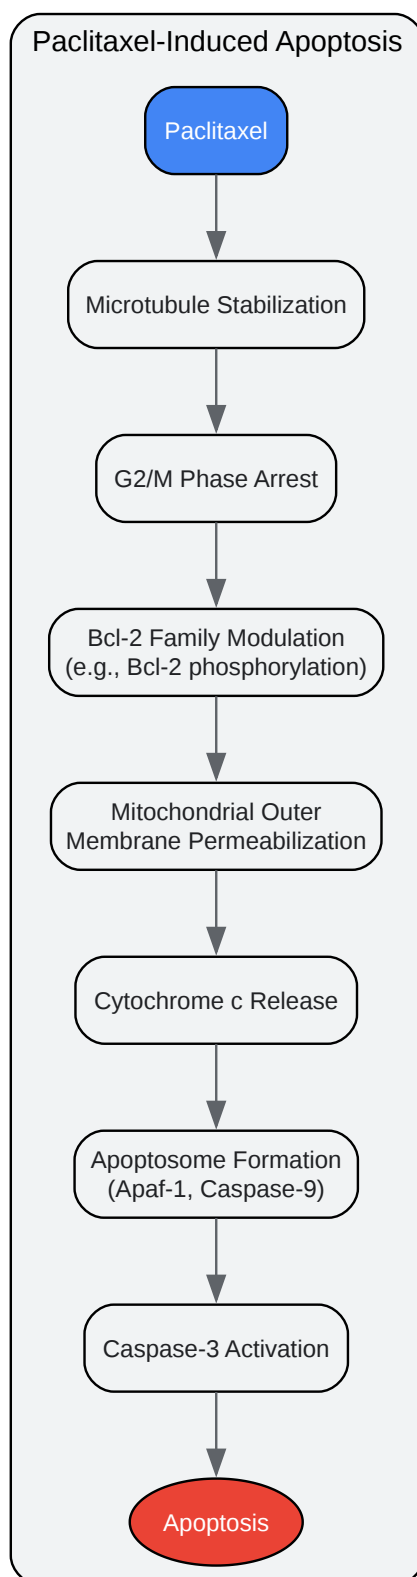 Paclitaxel-Induced Apoptosis
Paclitaxel
Microtubule Stabilization
G2/M Phase Arrest
Bcl-2 Family Modulation
(e.g., Bcl-2 phosphorylation)
Mitochondrial Outer
Membrane Permeabilization
Cytochrome c Release
Apoptosome Formation
(Apaf-1, Caspase-9)
Caspase-3 Activation
Apoptosis